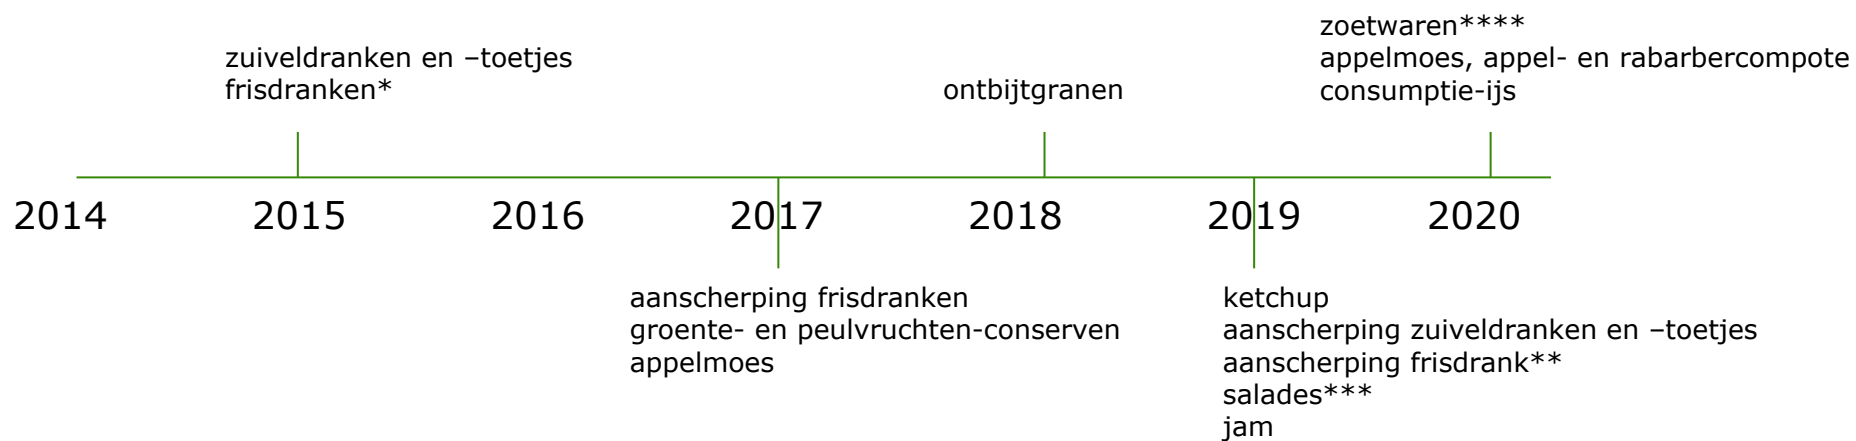 zuiveldranken en –toetjes
frisdranken*
ontbijtgranen
zoetwaren****
appelmoes, appel- en rabarbercompote
consumptie-ijs
2014
2015
2016
2017
2018
2019
2020
aanscherping frisdranken
groente- en peulvruchten-conserven
appelmoes
ketchup
aanscherping zuiveldranken en –toetjes
aanscherping frisdrank**
salades***
jam